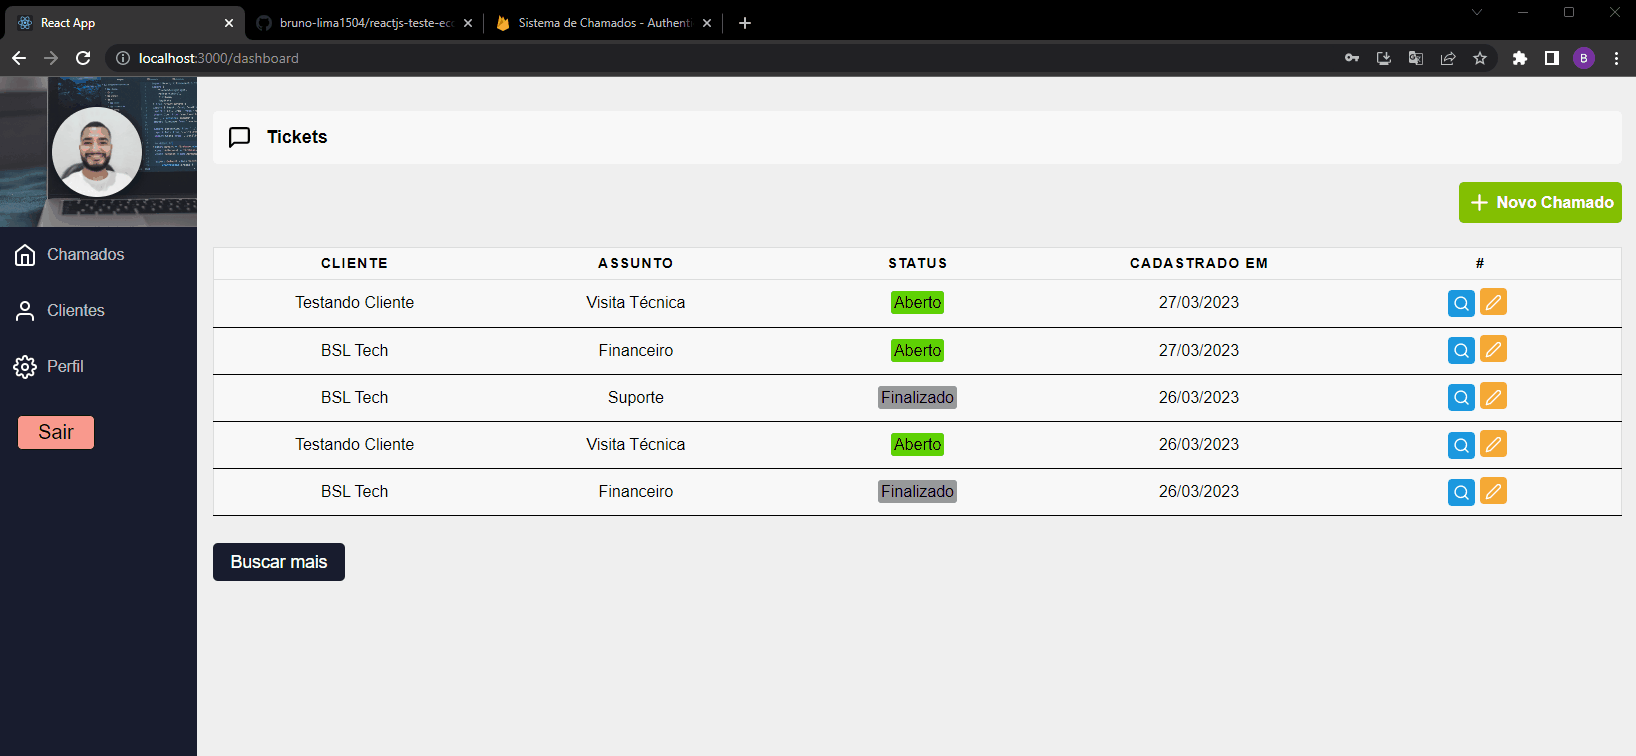 React App
bruno-lima1504/reactjs-teste-ecc
Sistema de Chamados - Authenti
localhost:3000/dashboard
B
Tickets
Novo Chamado
Chamados
Clientes
Perfil
Sair
CLIENTE ASSUNTO STATUS CADASTRADO EM #
Testando Cliente Visita Técnica Aberto 27/03/2023
BSL Tech Financeiro Aberto 27/03/2023
BSL Tech Suporte Finalizado 26/03/2023
Testando Cliente Visita Técnica Aberto 26/03/2023
BSL Tech Financeiro Finalizado 26/03/2023
Buscar mais